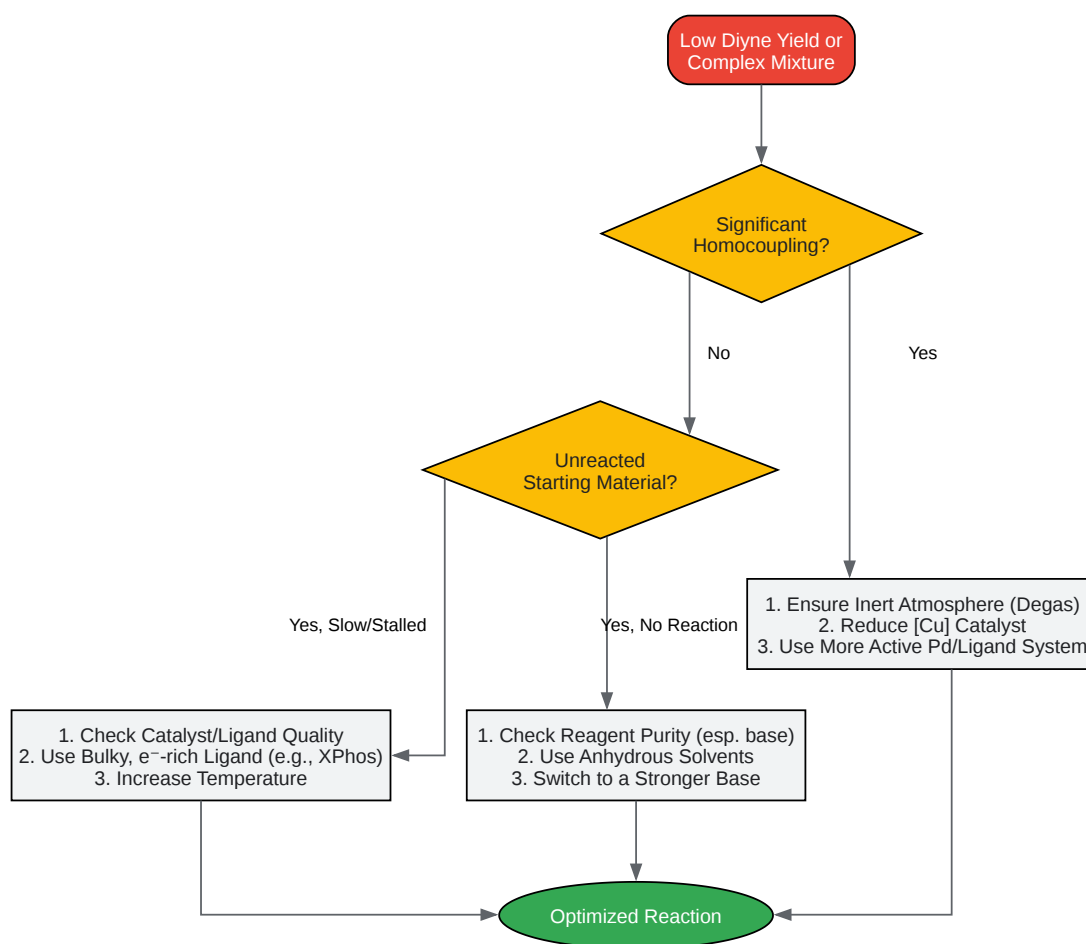 Low Diyne Yield or
Complex Mixture
Significant
Homocoupling?
No
Yes
Unreacted
Starting Material?
Yes, Slow/Stalled
Yes, No Reaction
1. Ensure Inert Atmosphere (Degas)
2. Reduce [Cu] Catalyst
3. Use More Active Pd/Ligand System
1. Check Catalyst/Ligand Quality
2. Use Bulky, e⁻-rich Ligand (e.g., XPhos)
3. Increase Temperature
1. Check Reagent Purity (esp. base)
2. Use Anhydrous Solvents
3. Switch to a Stronger Base
Optimized Reaction